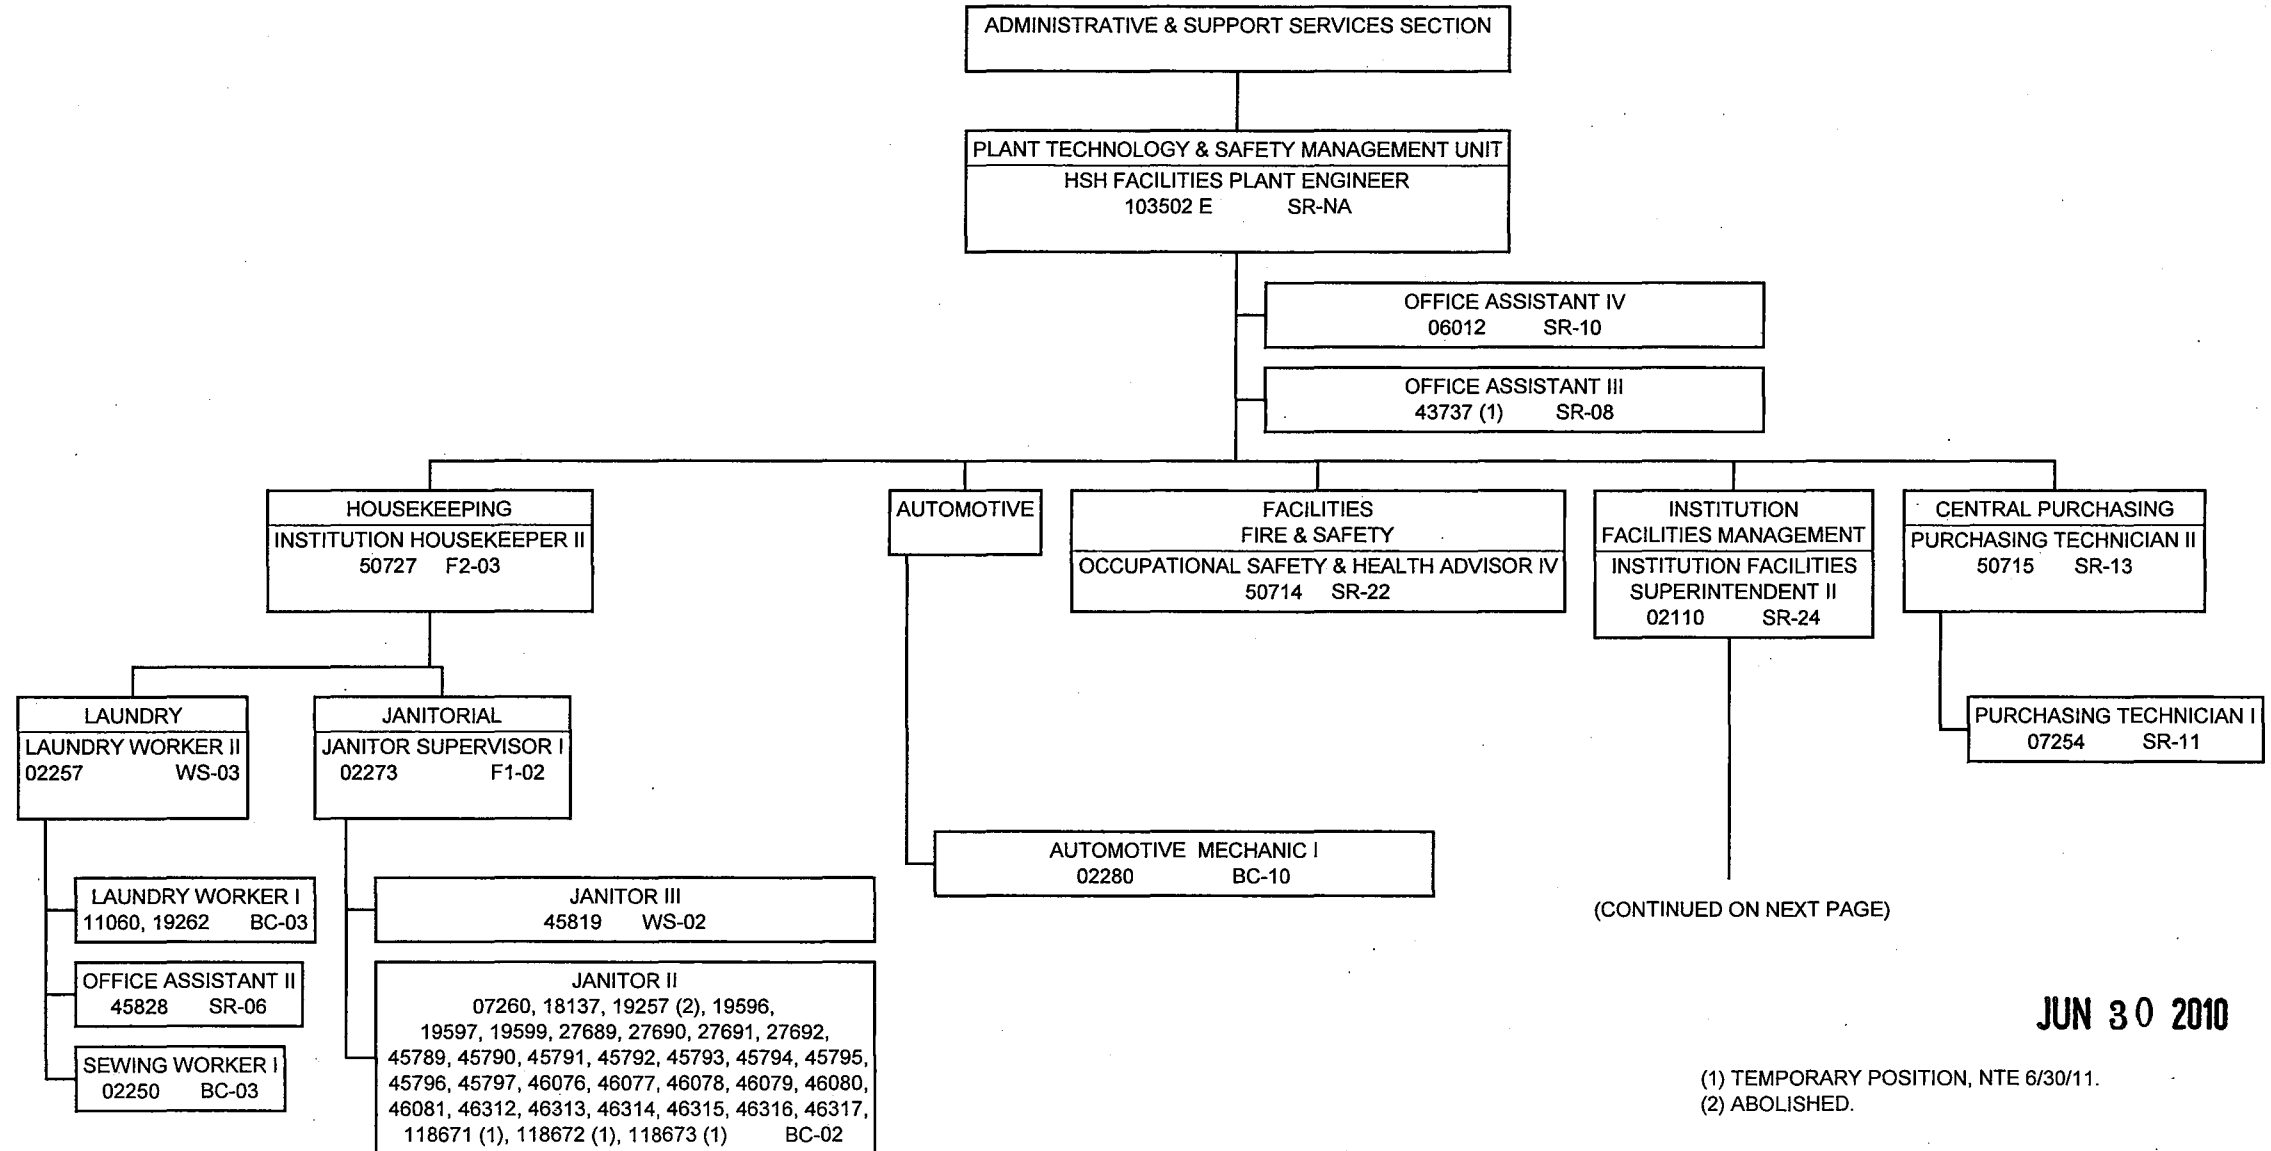 ADMINISTRATIVE & SUPPORT SERVICES SECTION
PLANT TECHNOLOGY & SAFETY MANAGEMENT UNIT
HSH FACILITIES PLANT ENGINEER
103502 E SR-NA
OFFICE ASSISTANT IV
06012 SR-10
OFFICE ASSISTANT III
43737 (1) SR-08
HOUSEKEEPING
INSTITUTION HOUSEKEEPER II
50727 F2-03
AUTOMOTIVE
FACILITIES
FIRE & SAFETY
OCCUPATIONAL SAFETY & HEALTH ADVISOR IV
50714 SR-22
INSTITUTION
FACILITIES MANAGEMENT
INSTITUTION FACILITIES
SUPERINTENDENT II
02110 SR-24
CENTRAL PURCHASING
PURCHASING TECHNICIAN II
50715 SR-13
LAUNDRY
LAUNDRY WORKER II
02257 WS-03
JANITORIAL
JANITOR SUPERVISOR I
02273 F1-02
PURCHASING TECHNICIAN I
07254 SR-11
LAUNDRY WORKER I
11060, 19262 BC-03
OFFICE ASSISTANT II
45828 SR-06
SEWING WORKER I
02250 BC-03
JANITOR III
45819 WS-02
JANITOR II
07260, 18137, 19257 (2), 19596,
19597, 19599, 27689, 27690, 27691, 27692,
45789, 45790, 45791, 45792, 45793, 45794, 45795,
45796, 45797, 46076, 46077, 46078, 46079, 46080,
46081, 46312, 46313, 46314, 46315, 46316, 46317,
118671 (1), 118672 (1), 118673 (1) BC-02
AUTOMOTIVE MECHANIC I
02280 BC-10
(CONTINUED ON NEXT PAGE)
JUN 30 2010
(1) TEMPORARY POSITION, NTE 6/30/11.
(2) ABOLISHED.